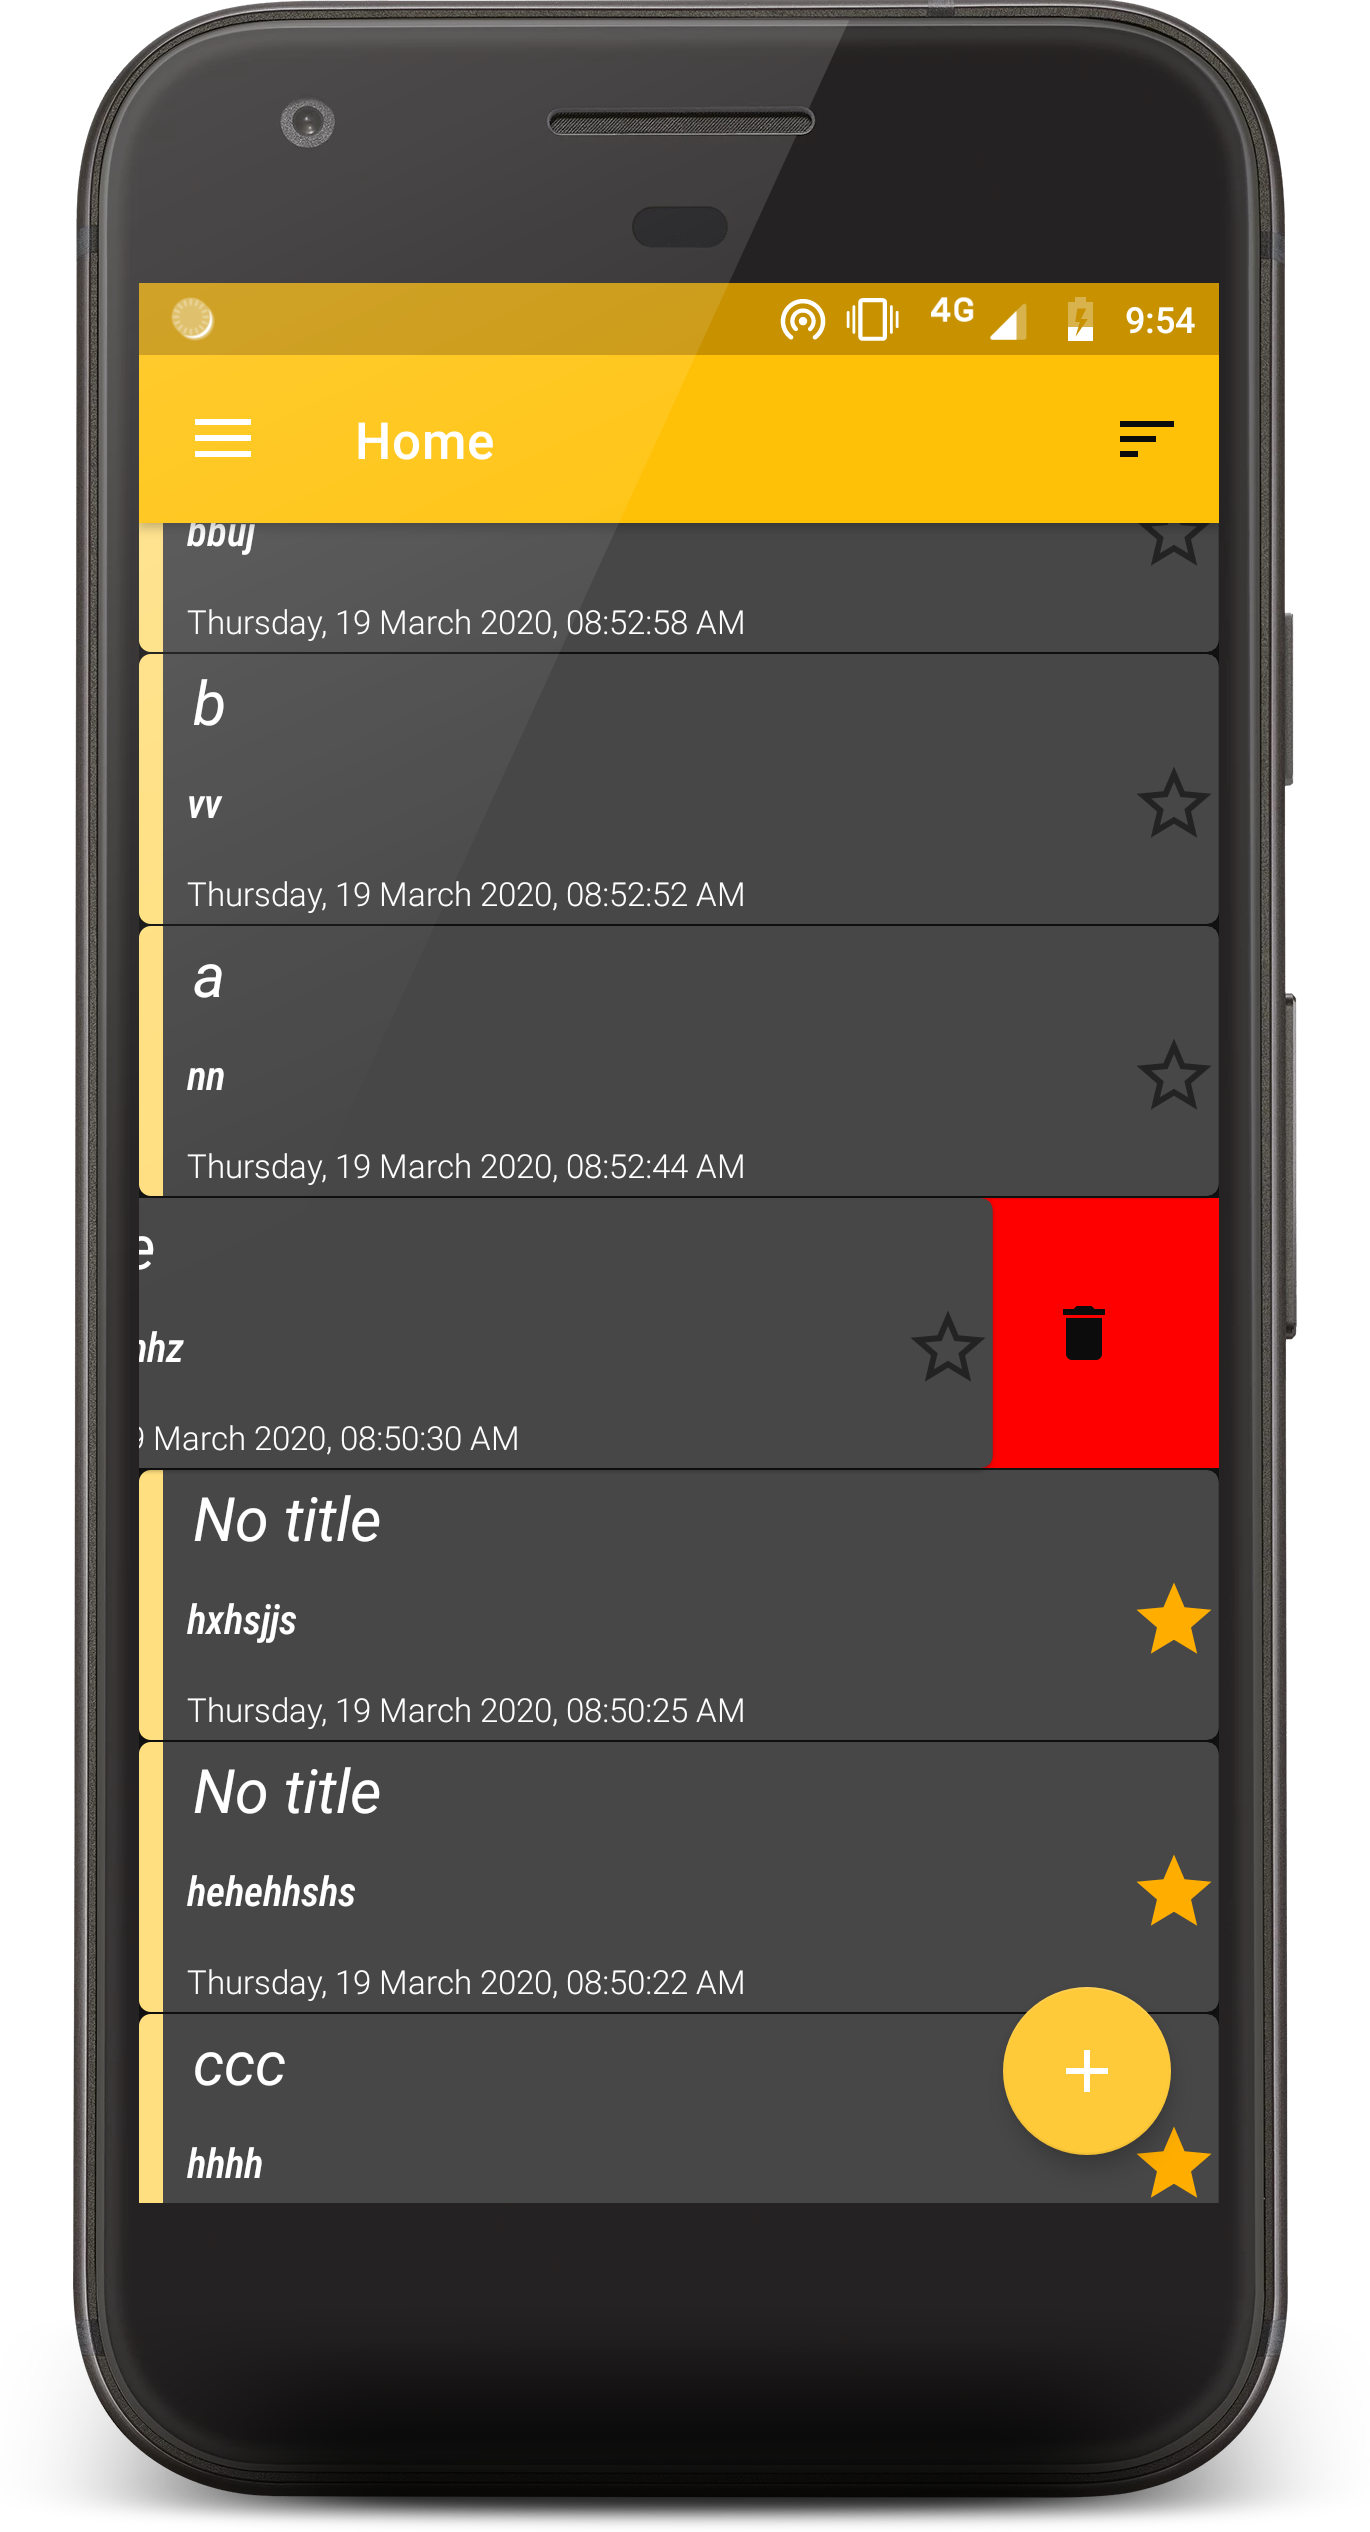 4G 9:54
Home
bbuj
Thursday, 19 March 2020, 08:52:58 AM
b
vv
Thursday, 19 March 2020, 08:52:52 AM
a
nn
Thursday, 19 March 2020, 08:52:44 AM
e
hz
March 2020, 08:50:30 AM
No title
hxhsjjs
Thursday, 19 March 2020, 08:50:25 AM
No title
hehehhshs
Thursday, 19 March 2020, 08:50:22 AM
ccc
hhhh